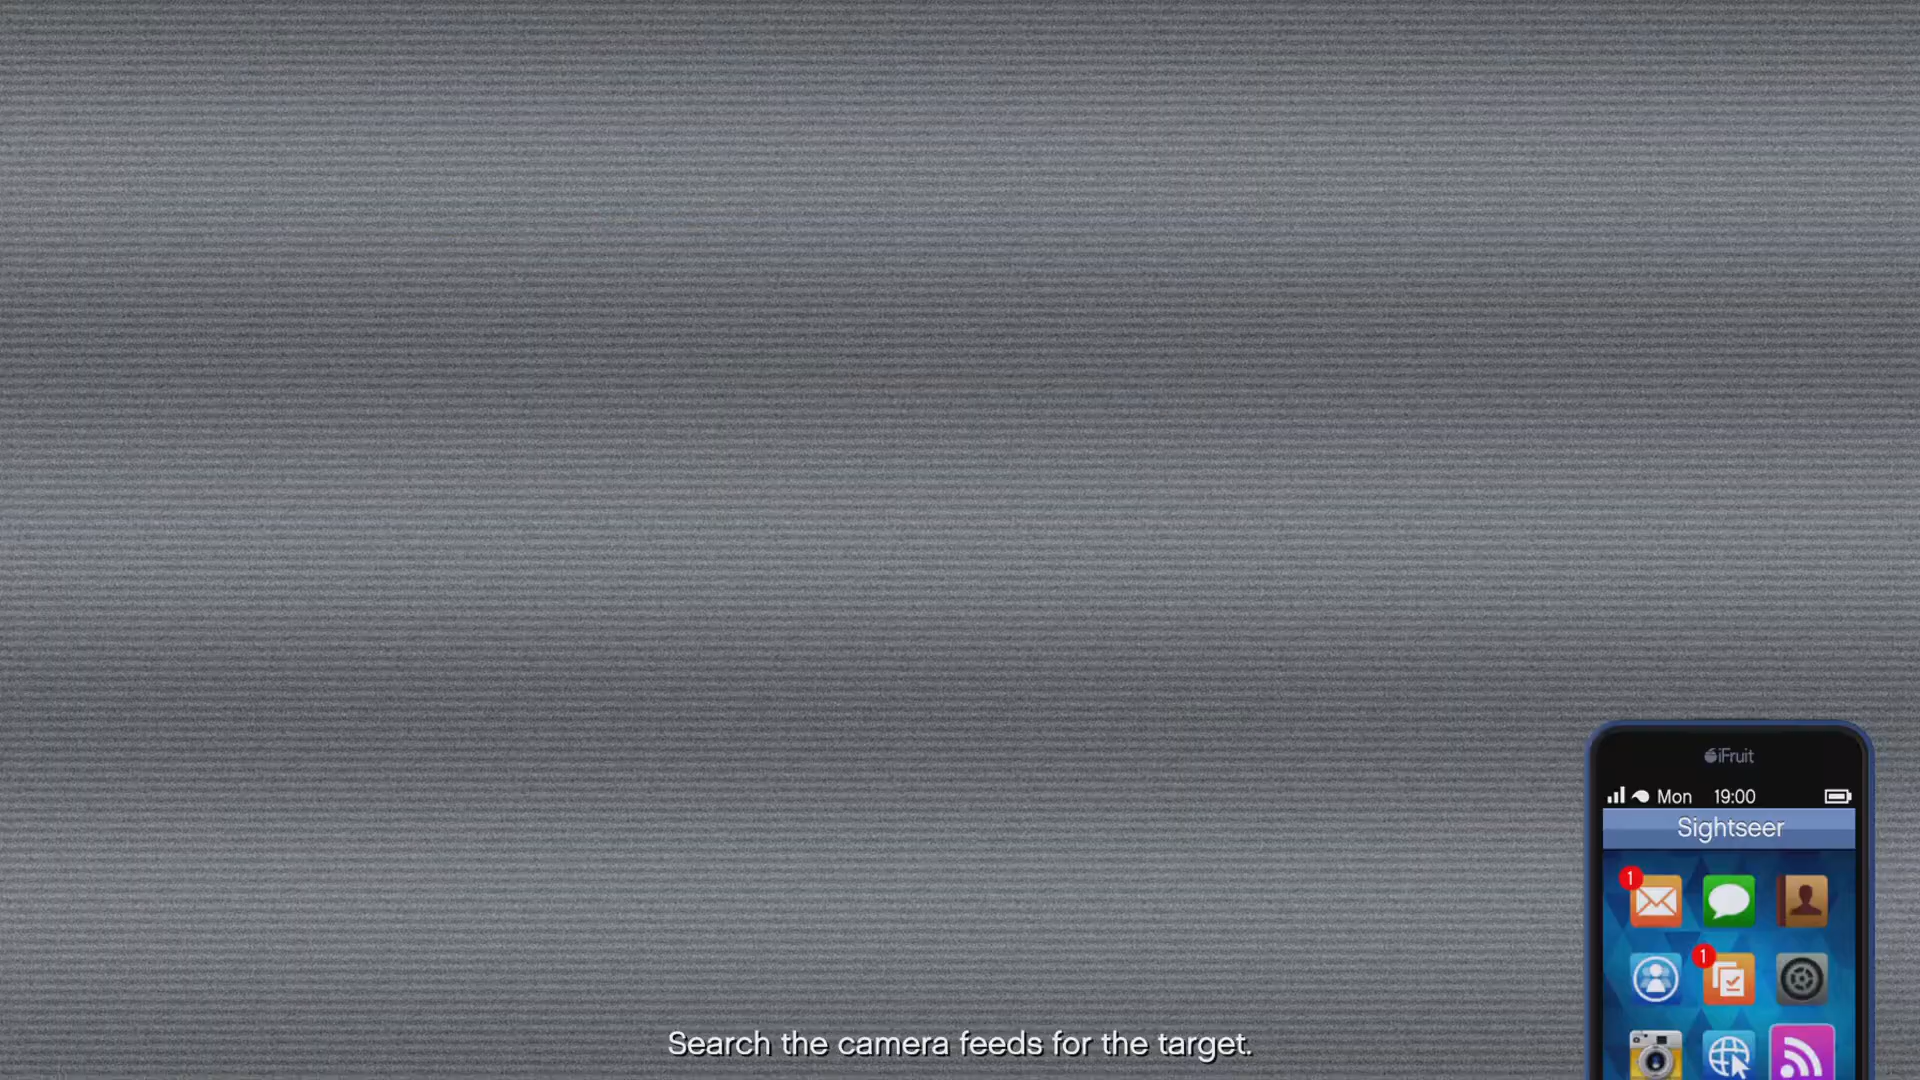 iFruit
Mon 19:00
Sightseer
1
1
Search the camera feeds for the target.